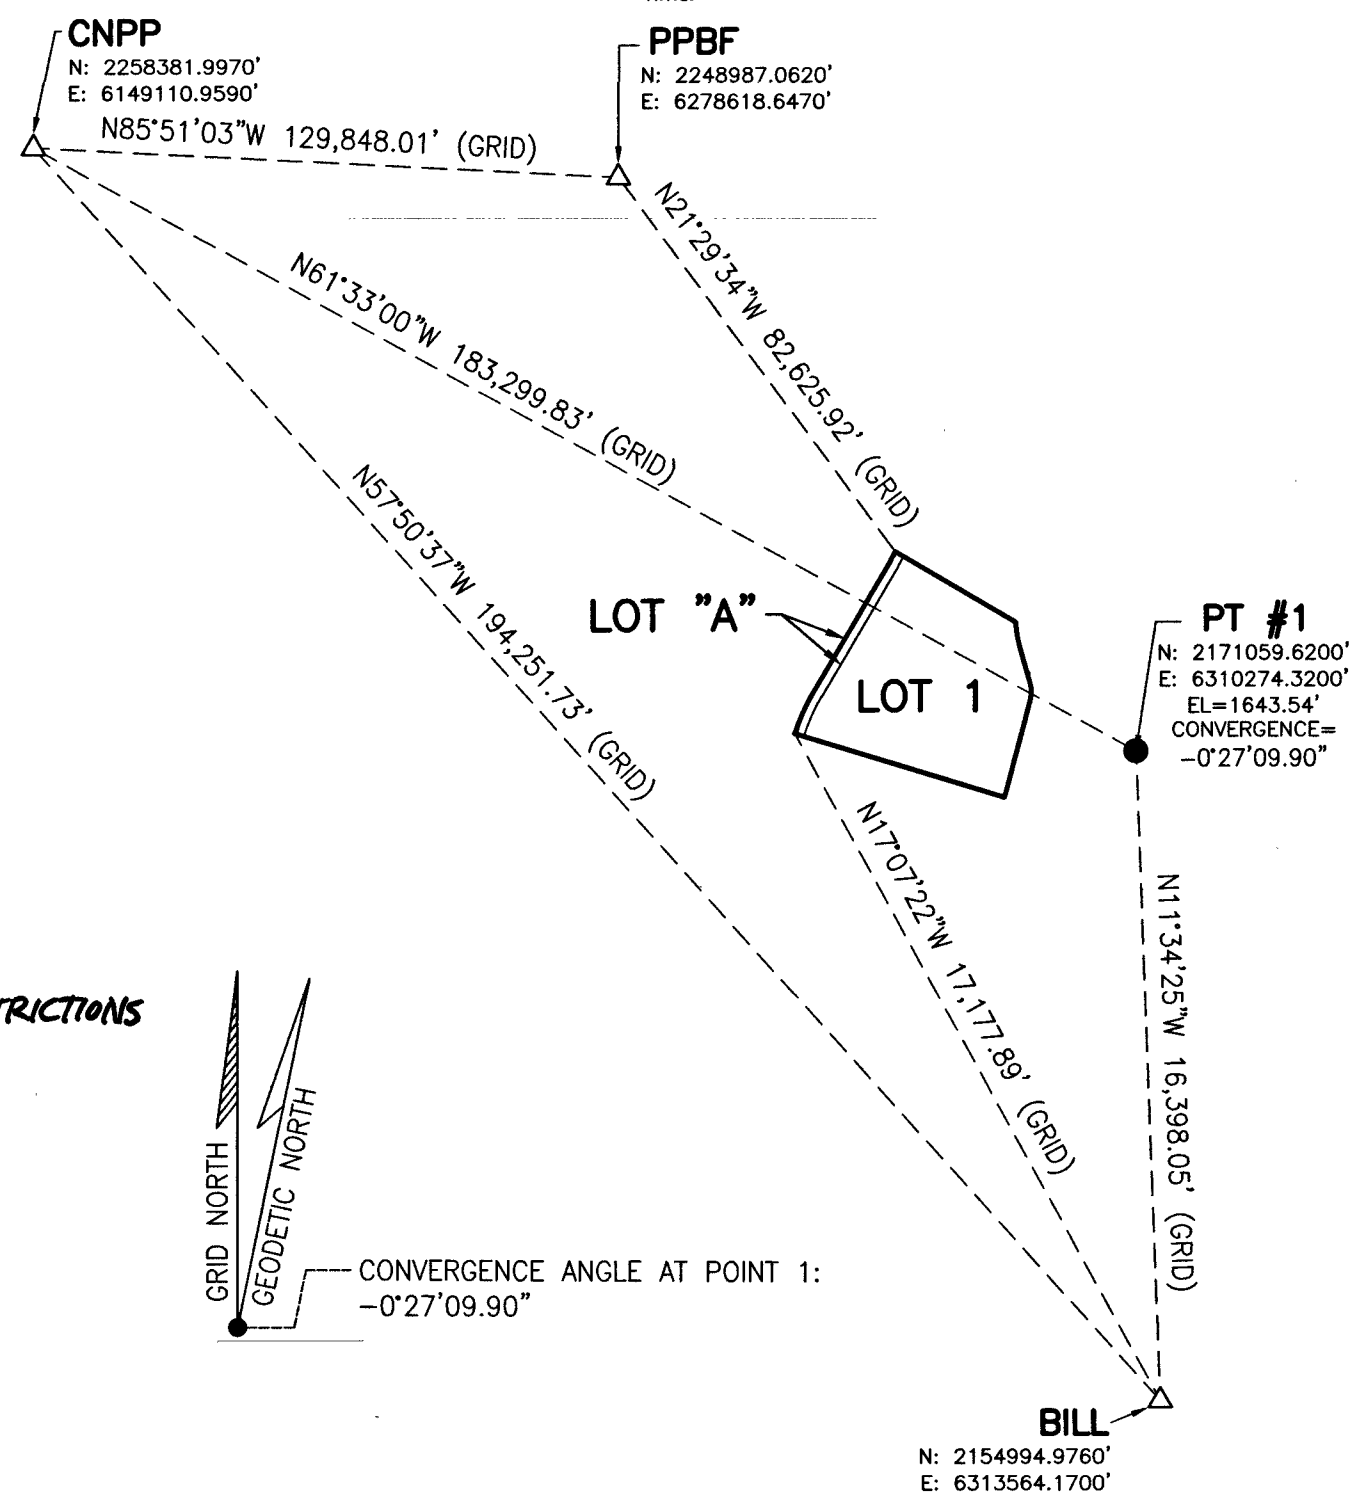 CNPP
N: 2258381.9970'
E: 6149110.9590'
PPBF
N: 2248987.0620'
E: 6278618.6470'
N85°51'03"W 129,848.01' (GRID)
N21°29'34"W 82,625.92' (GRID)
N61°33'00"W 183,299.83' (GRID)
N57°50'37"W 194,251.73' (GRID)
LOT "A"
LOT 1
PT #1
N: 2171059.6200'
E: 6310274.3200'
EL=1643.54'
CONVERGENCE=
-0°27'09.90"
N17°07'22"W 17,177.89' (GRID)
N11°34'25"W 16,398.05' (GRID)
TRICTIONS
GRID NORTH
GEODETIC NORTH
CONVERGENCE ANGLE AT POINT 1:
-0°27'09.90"
BILL
N: 2154994.9760'
E: 6313564.1700'